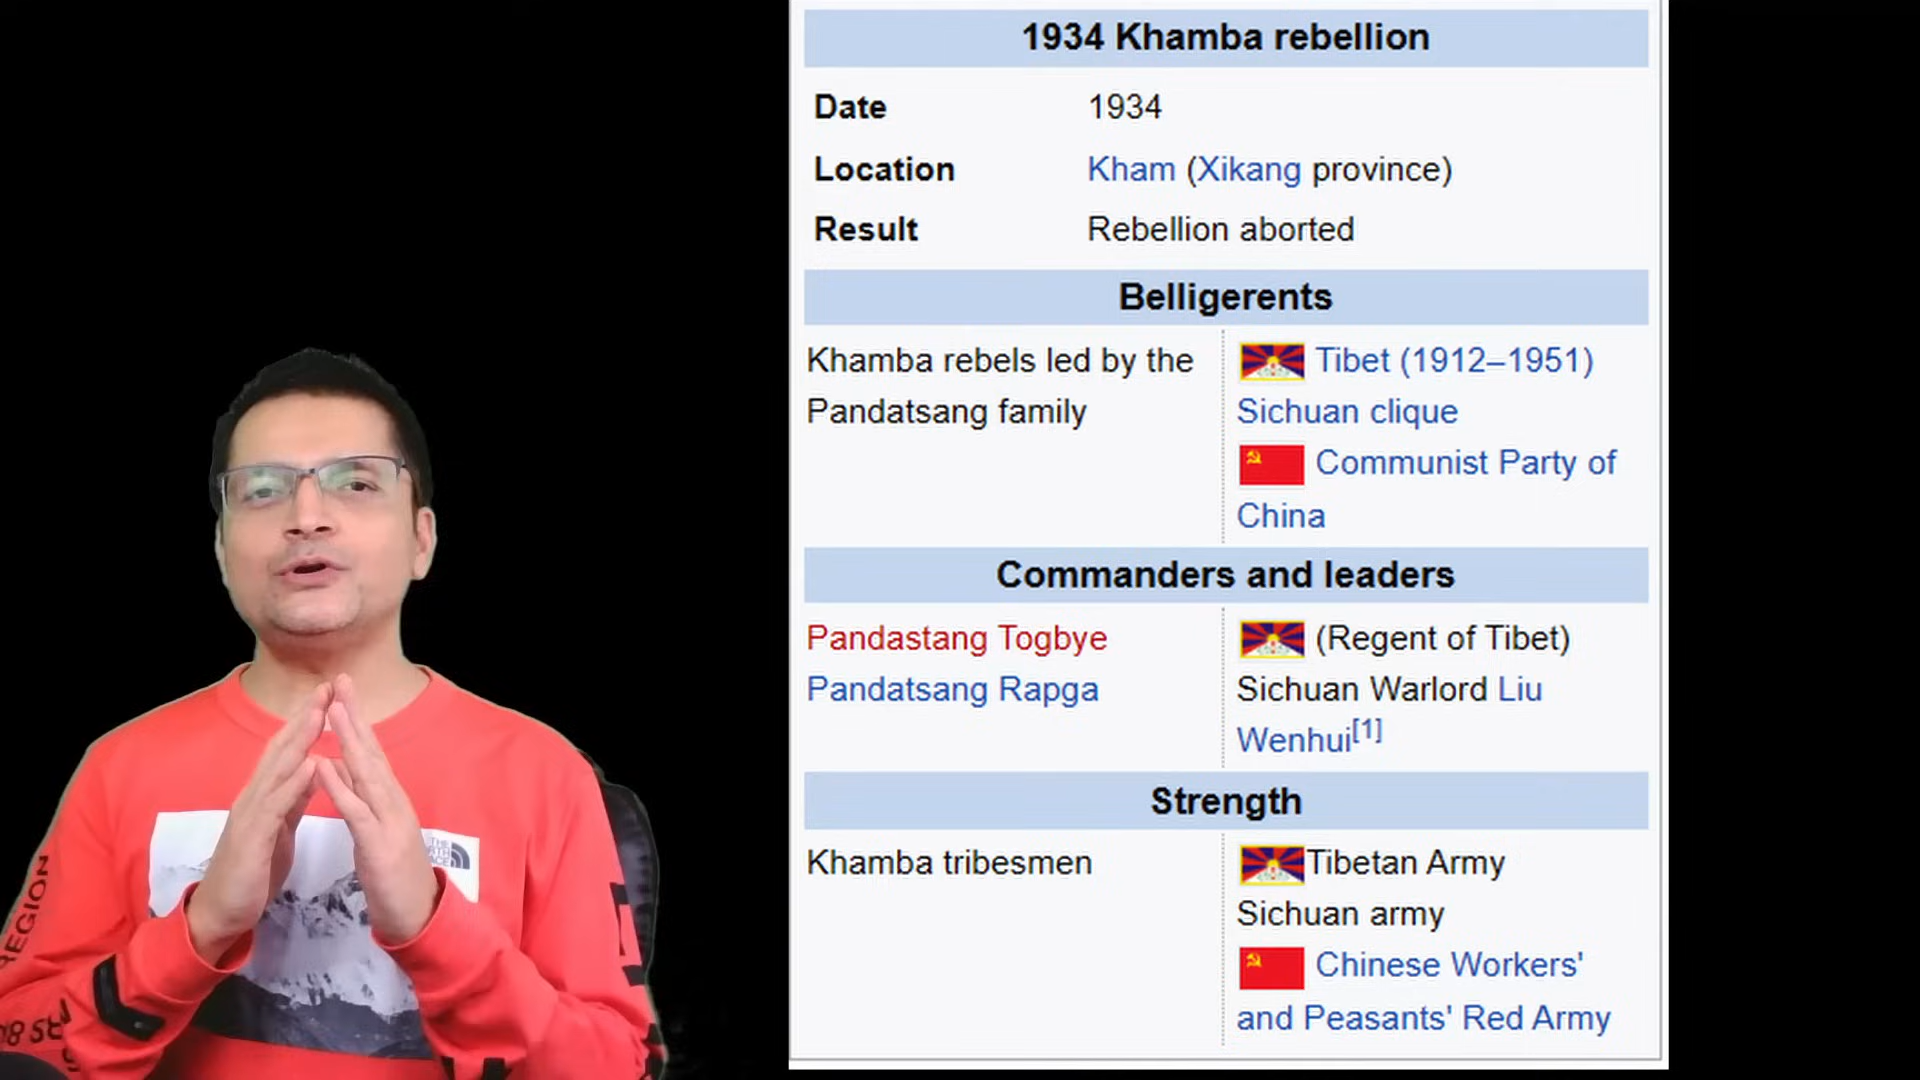 1934 Khamba rebellion
Date 1934
Location Kham (Xikang province)
Result Rebellion aborted
Belligerents
Khamba rebels led by the
Pandatsang family
Tibet (1912–1951)
Sichuan clique
Communist Party of
China
Commanders and leaders
Pandastang Togbye
Pandatsang Rapga
(Regent of Tibet)
Sichuan Warlord Liu
Wenhui[1]
Strength
Khamba tribesmen
Tibetan Army
Sichuan army
Chinese Workers'
and Peasants' Red Army
REGION